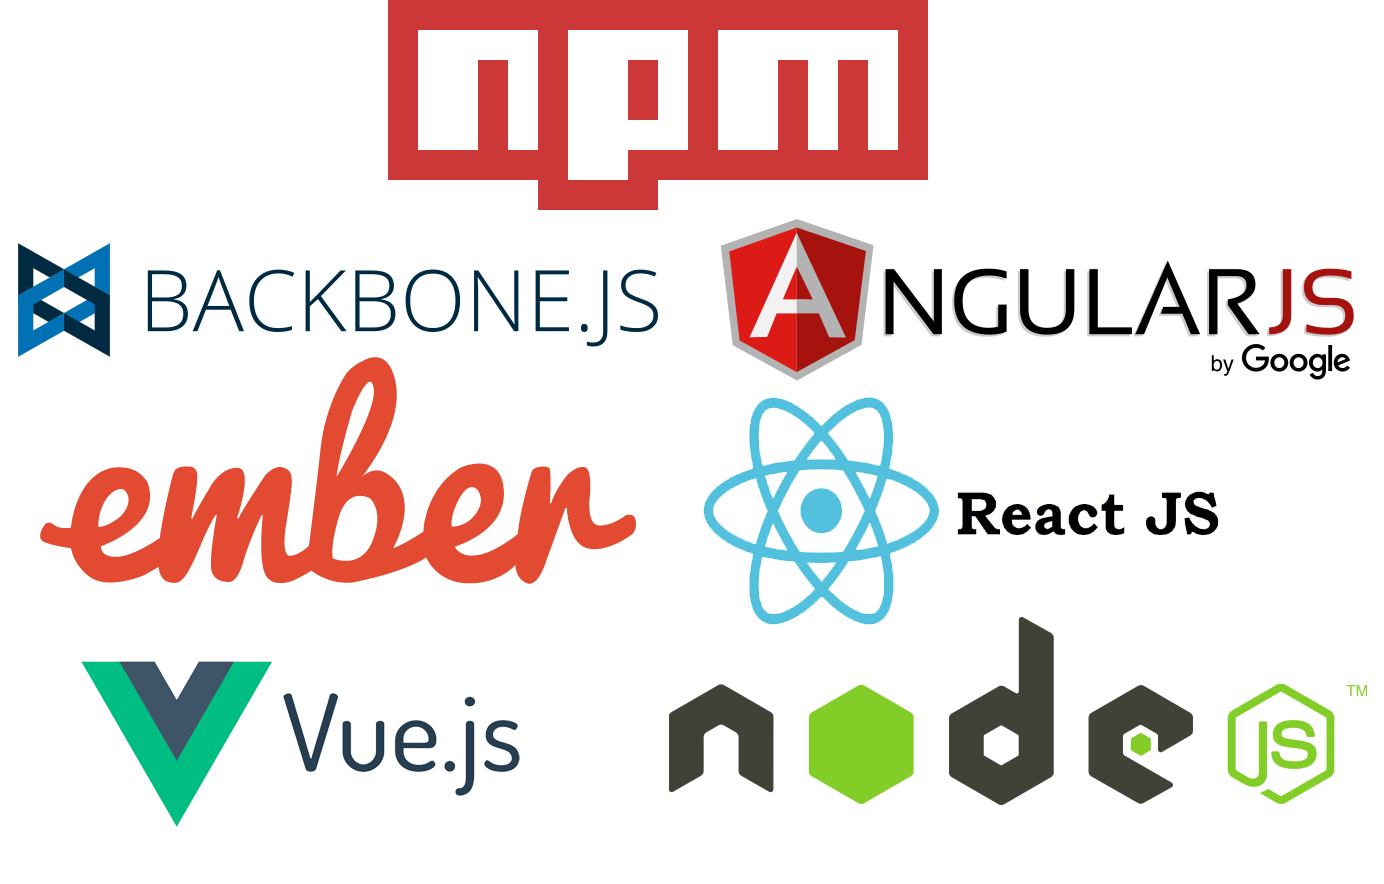 npm
BACKBONE.JS
ANGULARJS
by Google
ember
React JS
Vue.js
node JS TM